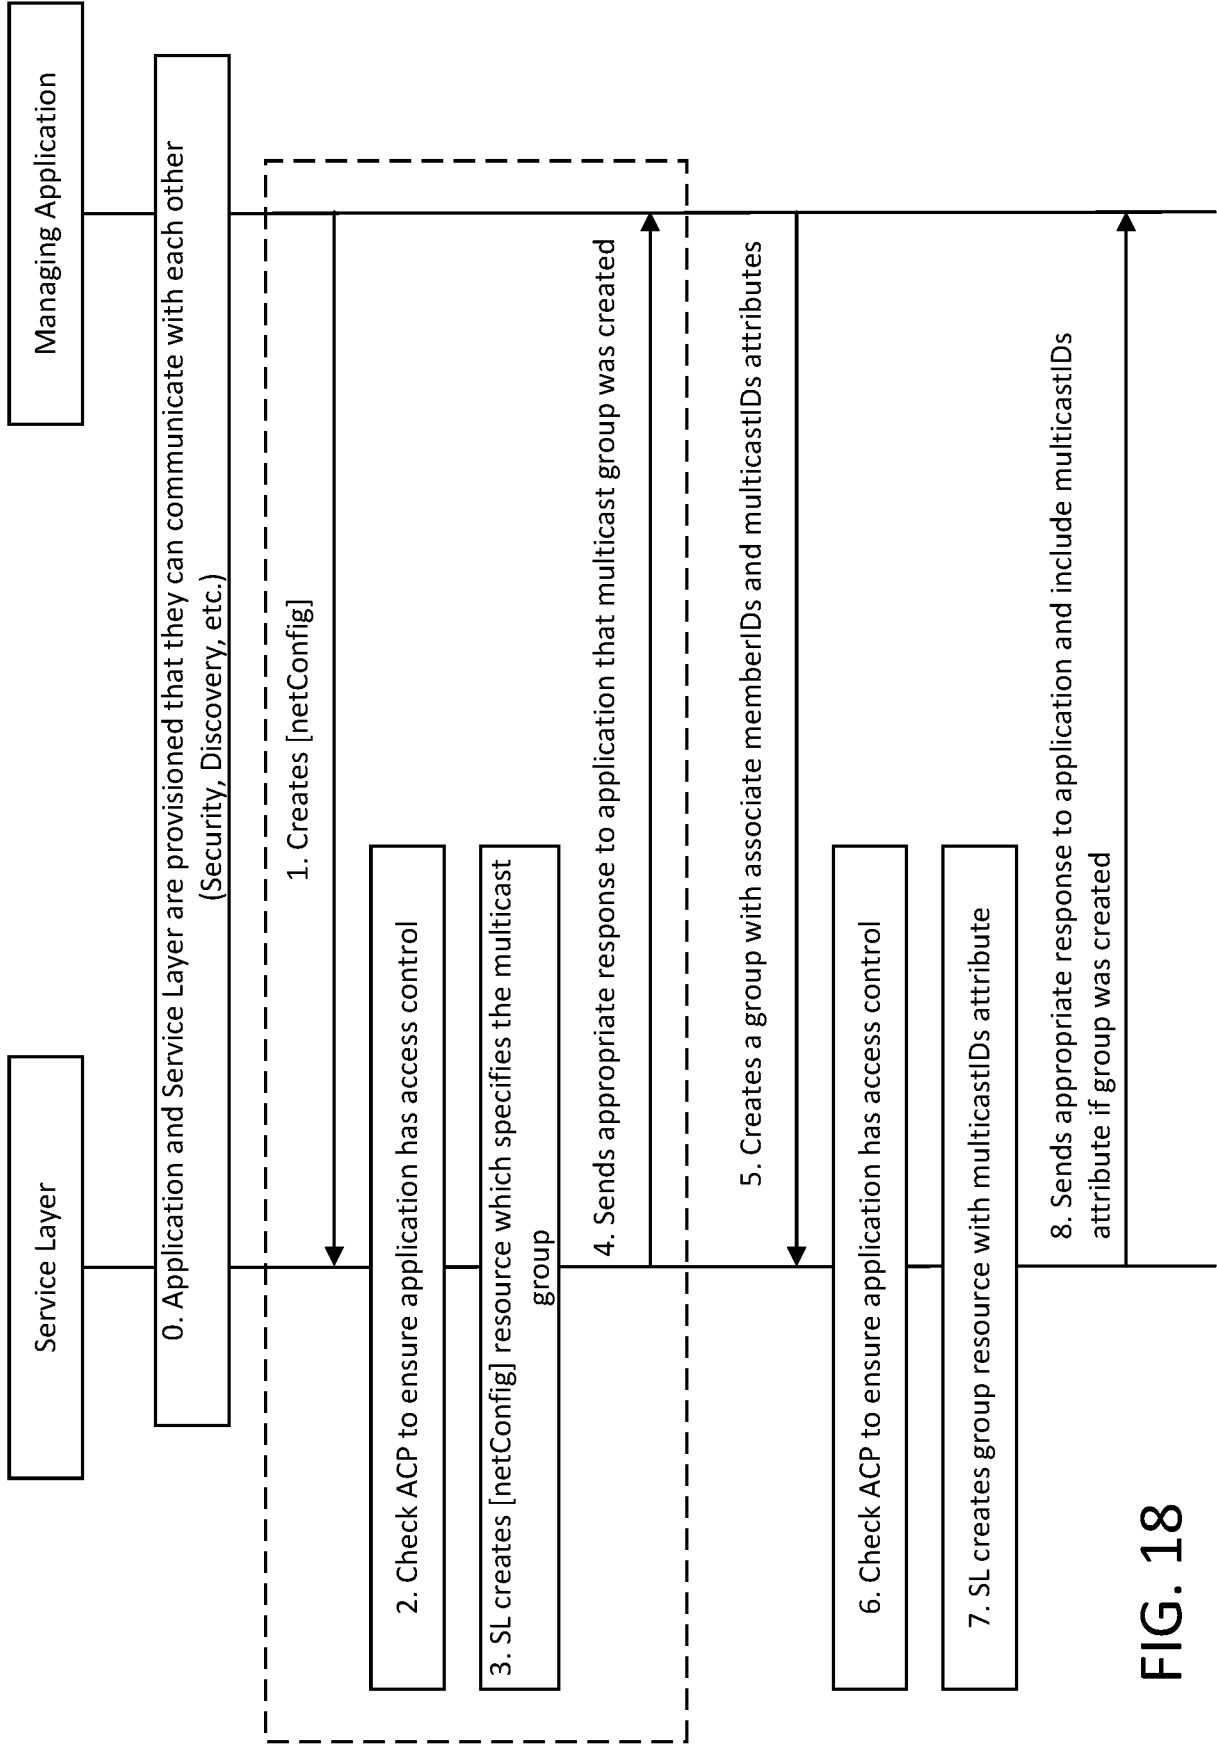 Service Layer
Managing Application
0. Application and Service Layer are provisioned that they can communicate with each other
(Security, Discovery, etc.)
1. Creates [netConfig]
2. Check ACP to ensure application has access control
3. SL creates [netConfig] resource which specifies the multicast
group
4. Sends appropriate response to application that multicast group was created
5. Creates a group with associate memberIDs and multicastIDs attributes
6. Check ACP to ensure application has access control
7. SL creates group resource with multicastIDs attribute
8. Sends appropriate response to application and include multicastIDs
attribute if group was created
FIG. 18